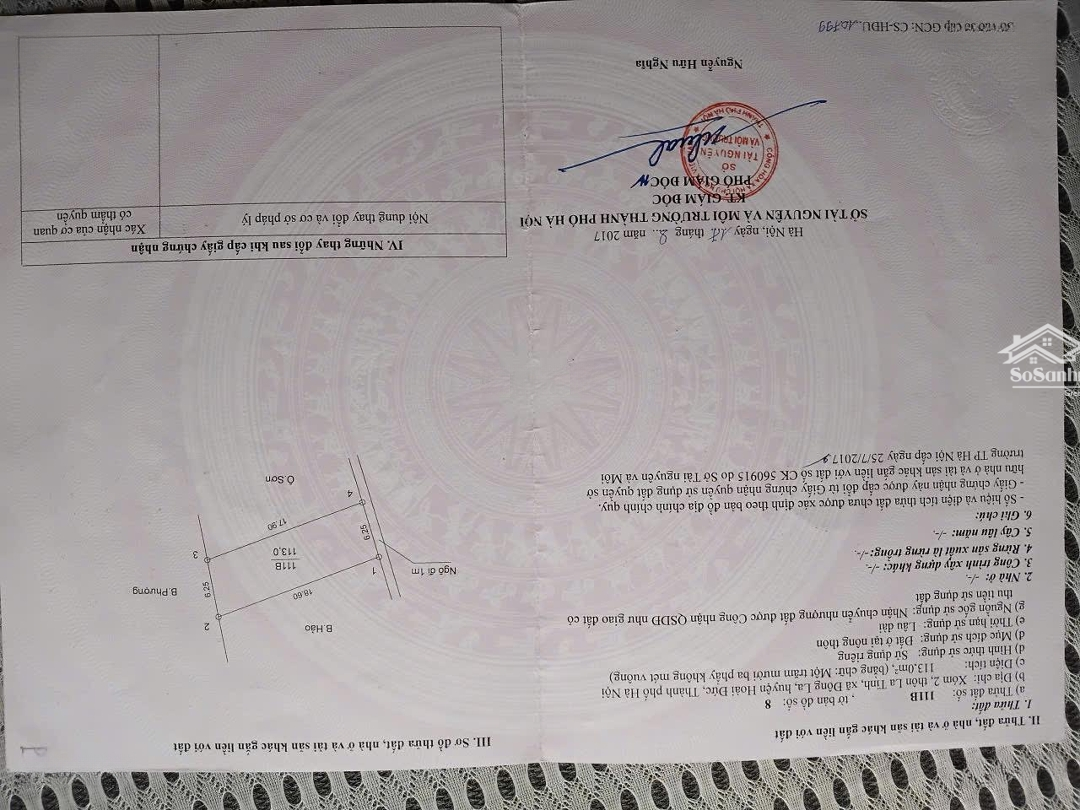 II. Thửa đất, nhà ở và tài sản khác gắn liền với đất
1. Thửa đất:
a) Thửa đất số: 111B , tờ bản đồ số: 8
b) Địa chỉ: Xóm 2, thôn La Tinh, xã Đông La, huyện Hoài Đức, Thành phố Hà Nội
c) Diện tích: 113.0m², (bằng chữ: Một trăm mười ba phẩy không mét vuông)
d) Hình thức sử dụng: Sử dụng riêng
đ) Mục đích sử dụng: Đất ở tại nông thôn
e) Thời hạn sử dụng: Lâu dài
g) Nguồn gốc sử dụng: Nhận chuyển nhượng đất được Công nhận QSDĐ như giao đất có
thu tiền sử dụng đất
2. Nhà ở: -/-.
3. Công trình xây dựng khác: -/-.
4. Rừng sản xuất là rừng trồng: -/-.
5. Cây lâu năm: -/-.
6. Ghi chú:
- Số hiệu và diện tích thửa đất chưa được xác định theo bản đồ địa chính chính quy.
- Giấy chứng nhận này được cấp đổi từ Giấy chứng nhận quyền sử dụng đất quyền sở
hữu nhà ở và tài sản khác gắn liền với đất số CK 560915 do Sở Tài nguyên và Môi
trường TP Hà Nội cấp ngày 25/7/2017
Hà Nội, ngày 17 tháng 8 năm 2017
SỞ TÀI NGUYÊN VÀ MÔI TRƯỜNG THÀNH PHỐ HÀ NỘI
KT. GIÁM ĐỐC
PHÓ GIÁM ĐỐC
SỞ
TÀI NGUYÊN
VÀ MÔI TRƯỜNG
Nguyễn Hữu Nghĩa
Số vào sổ cấp GCN: CS-HĐU 10799
III. Sơ đồ thửa đất, nhà ở và tài sản khác gắn liền với đất
B.Hảo
Ngõ đi 1m
1
2
18.60
6.25
111B
113.0
6.25
B.Phượng
17.90
3
4
Ô.Sơn
IV. Những thay đổi sau khi cấp giấy chứng nhận
Nội dung thay đổi và cơ sở pháp lý
Xác nhận của cơ quan
có thẩm quyền
SoSanh